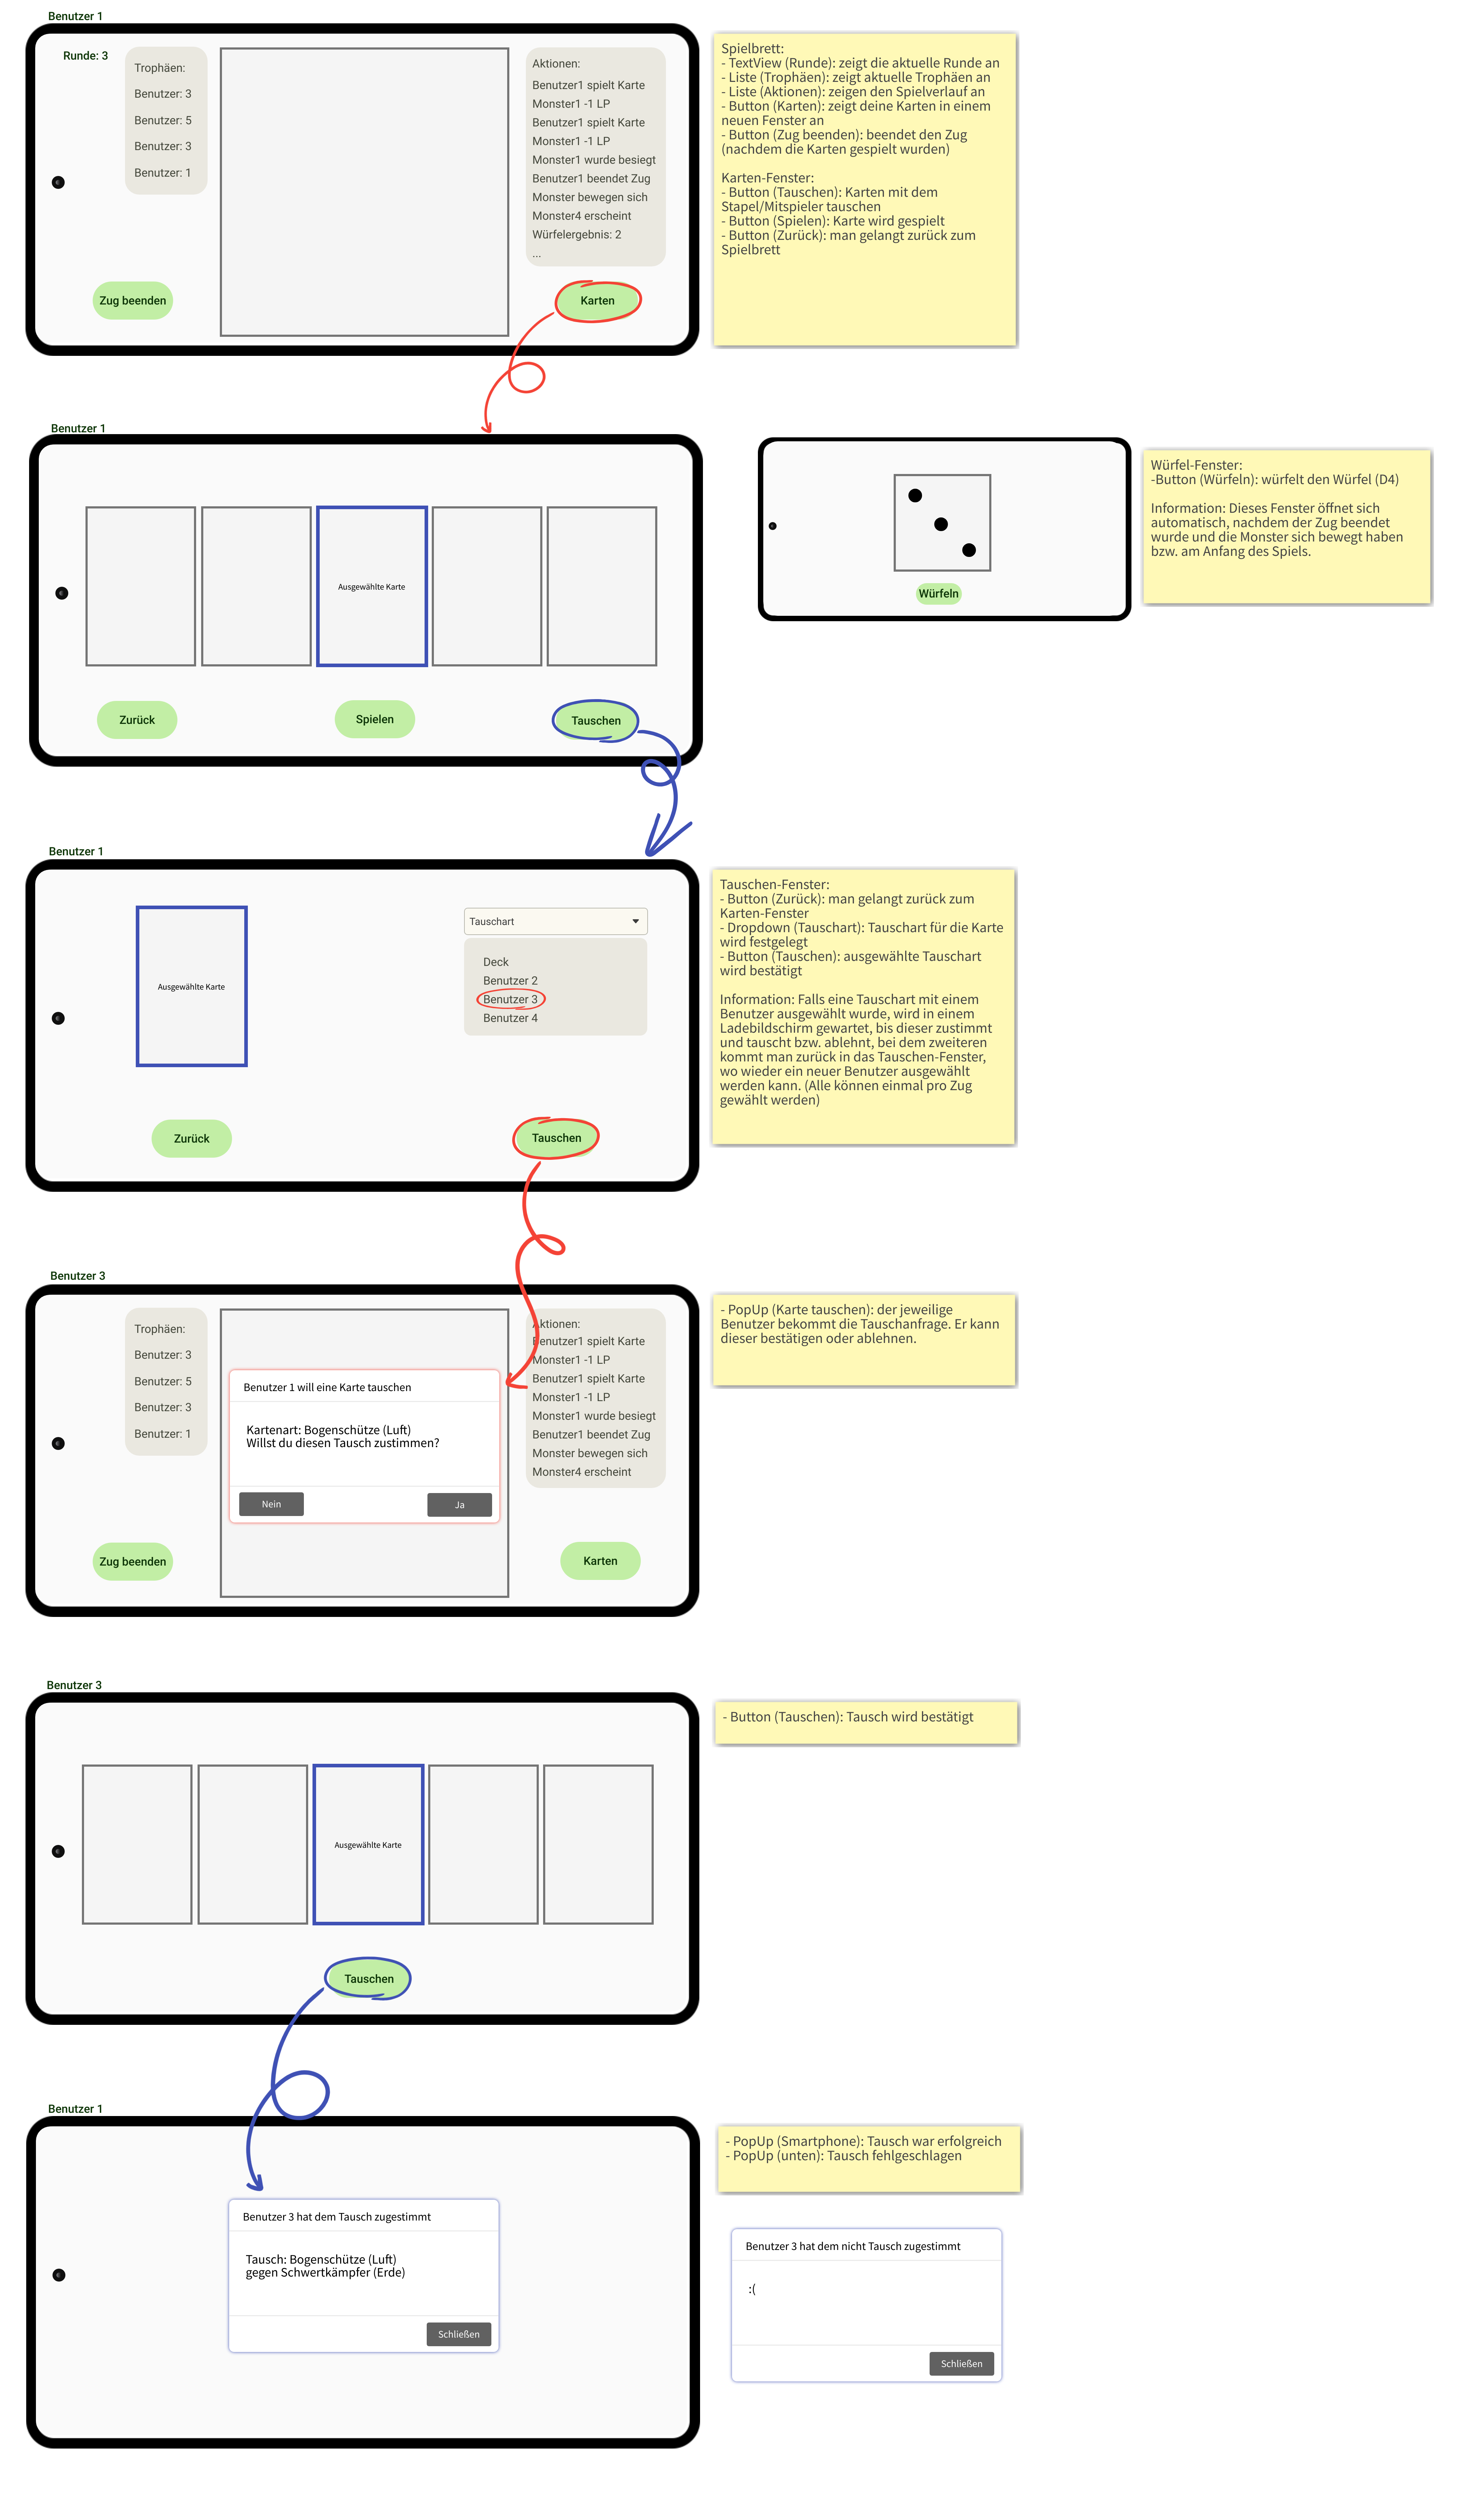 Benutzer 1
Runde: 3
Trophäen:
Benutzer: 3
Benutzer: 5
Benutzer: 3
Benutzer: 1
Zug beenden
Aktionen:
Benutzer1 spielt Karte
Monster1 -1 LP
Benutzer1 spielt Karte
Monster1 -1 LP
Monster1 wurde besiegt
Benutzer1 beendet Zug
Monster bewegen sich
Monster4 erscheint
Würfelergebnis: 2
...
Karten
Spielbrett:
- TextView (Runde): zeigt die aktuelle Runde an
- Liste (Trophäen): zeigt aktuelle Trophäen an
- Liste (Aktionen): zeigen den Spielverlauf an
- Button (Karten): zeigt deine Karten in einem
neuen Fenster an
- Button (Zug beenden): beendet den Zug
(nachdem die Karten gespielt wurden)
Karten-Fenster:
- Button (Tauschen): Karten mit dem
Stapel/Mitspieler tauschen
- Button (Spielen): Karte wird gespielt
- Button (Zurück): man gelangt zurück zum
Spielbrett
Benutzer 1
Ausgewählte Karte
Zurück
Spielen
Tauschen
Würfeln
Würfel-Fenster:
-Button (Würfeln): würfelt den Würfel (D4)
Information: Dieses Fenster öffnet sich
automatisch, nachdem der Zug beendet
wurde und die Monster sich bewegt haben
bzw. am Anfang des Spiels.
Benutzer 1
Ausgewählte Karte
Zurück
Tauschart
Deck
Benutzer 2
Benutzer 3
Benutzer 4
Tauschen
Tauschen-Fenster:
- Button (Zurück): man gelangt zurück zum
Karten-Fenster
- Dropdown (Tauschart): Tauschart für die Karte
wird festgelegt
- Button (Tauschen): ausgewählte Tauschart
wird bestätigt
Information: Falls eine Tauschart mit einem
Benutzer ausgewählt wurde, wird in einem
Ladebildschirm gewartet, bis dieser zustimmt
und tauscht bzw. ablehnt, bei dem zweiteren
kommt man zurück in das Tauschen-Fenster,
wo wieder ein neuer Benutzer ausgewählt
werden kann. (Alle können einmal pro Zug
gewählt werden)
Benutzer 3
Trophäen:
Benutzer: 3
Benutzer: 5
Benutzer: 3
Benutzer: 1
Zug beenden
Benutzer 1 will eine Karte tauschen
Kartenart: Bogenschütze (Luft)
Willst du diesen Tausch zustimmen?
Nein
Ja
Aktionen:
Benutzer1 spielt Karte
Monster1 -1 LP
Benutzer1 spielt Karte
Monster1 -1 LP
Monster1 wurde besiegt
Benutzer1 beendet Zug
Monster bewegen sich
Monster4 erscheint
Karten
- PopUp (Karte tauschen): der jeweilige
Benutzer bekommt die Tauschanfrage. Er kann
dieser bestätigen oder ablehnen.
Benutzer 3
Ausgewählte Karte
Tauschen
- Button (Tauschen): Tausch wird bestätigt
Benutzer 1
Benutzer 3 hat dem Tausch zugestimmt
Tausch: Bogenschütze (Luft)
gegen Schwertkämpfer (Erde)
Schließen
- PopUp (Smartphone): Tausch war erfolgreich
- PopUp (unten): Tausch fehlgeschlagen
Benutzer 3 hat dem nicht Tausch zugestimmt
:(
Schließen